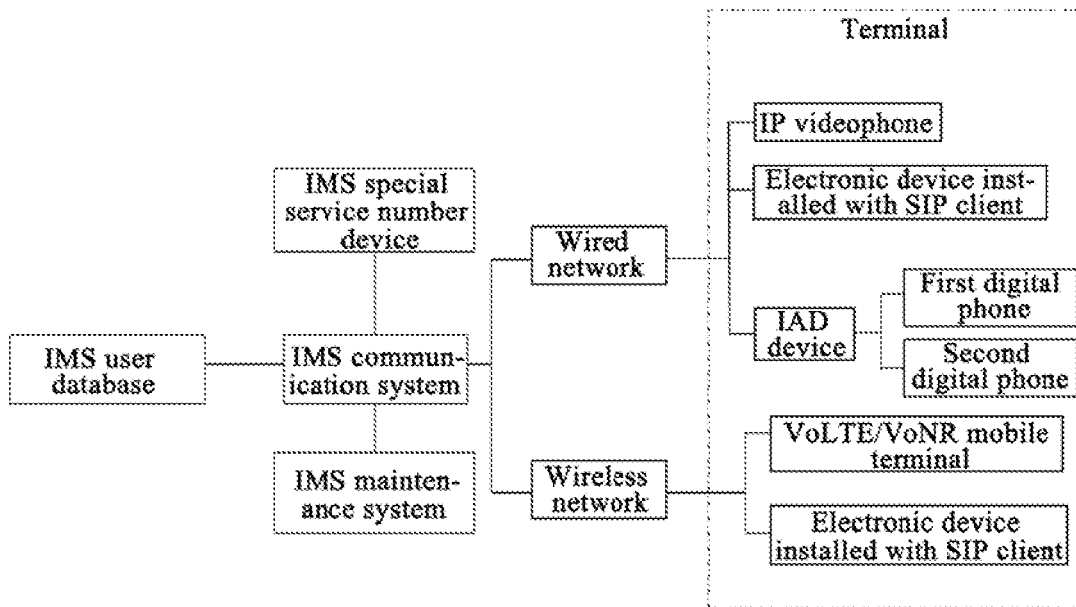 Terminal
IP videophone
Electronic device inst-
alled with SIP client
IMS special
service number
device
Wired
network
IAD
device
First digital
phone
Second
digital phone
IMS user
database
IMS commun-
ication system
IMS mainten-
ance system
Wireless
network
VoLTE/VoNR mobile
terminal
Electronic device
installed with SIP client